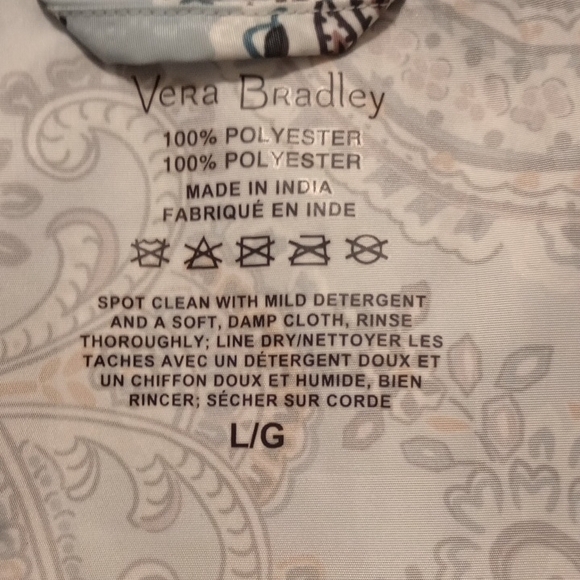 Vera Bradley
100% POLYESTER
100% POLYESTER
MADE IN INDIA
FABRIQUÉ EN INDE
SPOT CLEAN WITH MILD DETERGENT
AND A SOFT, DAMP CLOTH, RINSE
THOROUGHLY; LINE DRY/NETTOYER LES
TACHES AVEC UN DÉTERGENT DOUX ET
UN CHIFFON DOUX ET HUMIDE, BIEN
RINCER; SÉCHER SUR CORDE
L/G